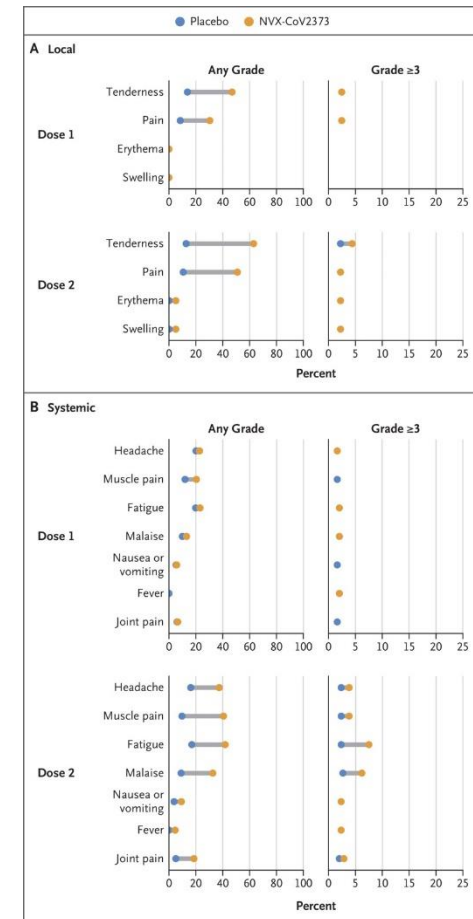 Placebo NVX-CoV2373
A Local
Any Grade Grade ≥3
Dose 1
Tenderness
Pain
Erythema
Swelling
0 20 40 60 80 100 0 5 10 15 20 25
Dose 2
Tenderness
Pain
Erythema
Swelling
0 20 40 60 80 100 0 5 10 15 20 25
Percent
B Systemic
Any Grade Grade ≥3
Dose 1
Headache
Muscle pain
Fatigue
Malaise
Nausea or
vomiting
Fever
Joint pain
0 20 40 60 80 100 0 5 10 15 20 25
Dose 2
Headache
Muscle pain
Fatigue
Malaise
Nausea or
vomiting
Fever
Joint pain
0 20 40 60 80 100 0 5 10 15 20 25
Percent